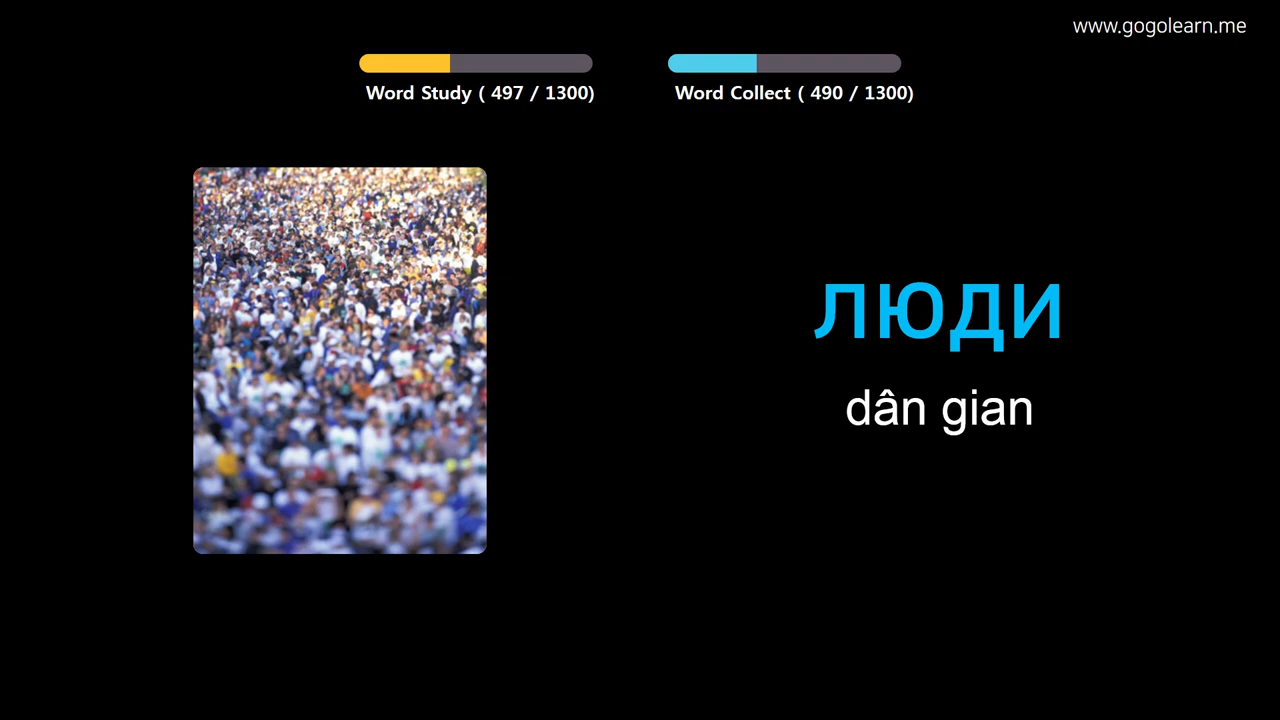 www.gogolearn.me
Word Study ( 497 / 1300)
Word Collect ( 490 / 1300)
люди
dân gian